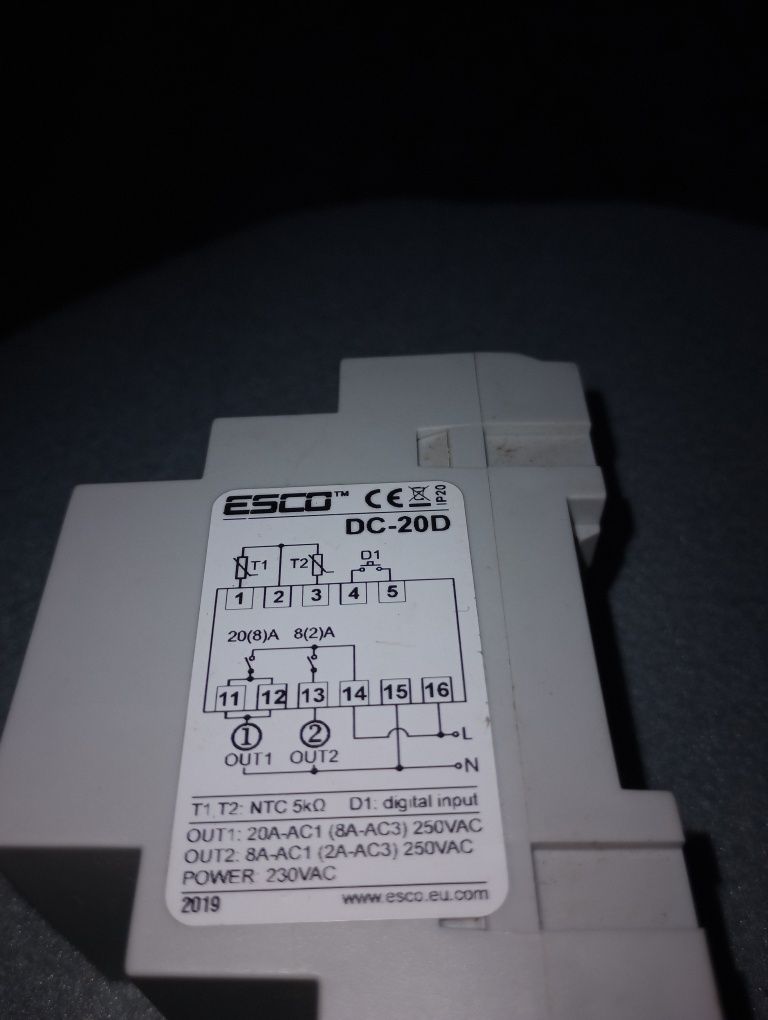 ESCO™ CE IP20
DC-20D
T1 T2 D1
1 2 3 4 5
20(8)A 8(2)A
11 12 13 14 15 16
1 2 L
OUT1 OUT2
N
T1, T2: NTC 5kΩ D1: digital input
OUT1: 20A-AC1 (8A-AC3) 250VAC
OUT2: 8A-AC1 (2A-AC3) 250VAC
POWER 230VAC
2019 www.esco.eu.com